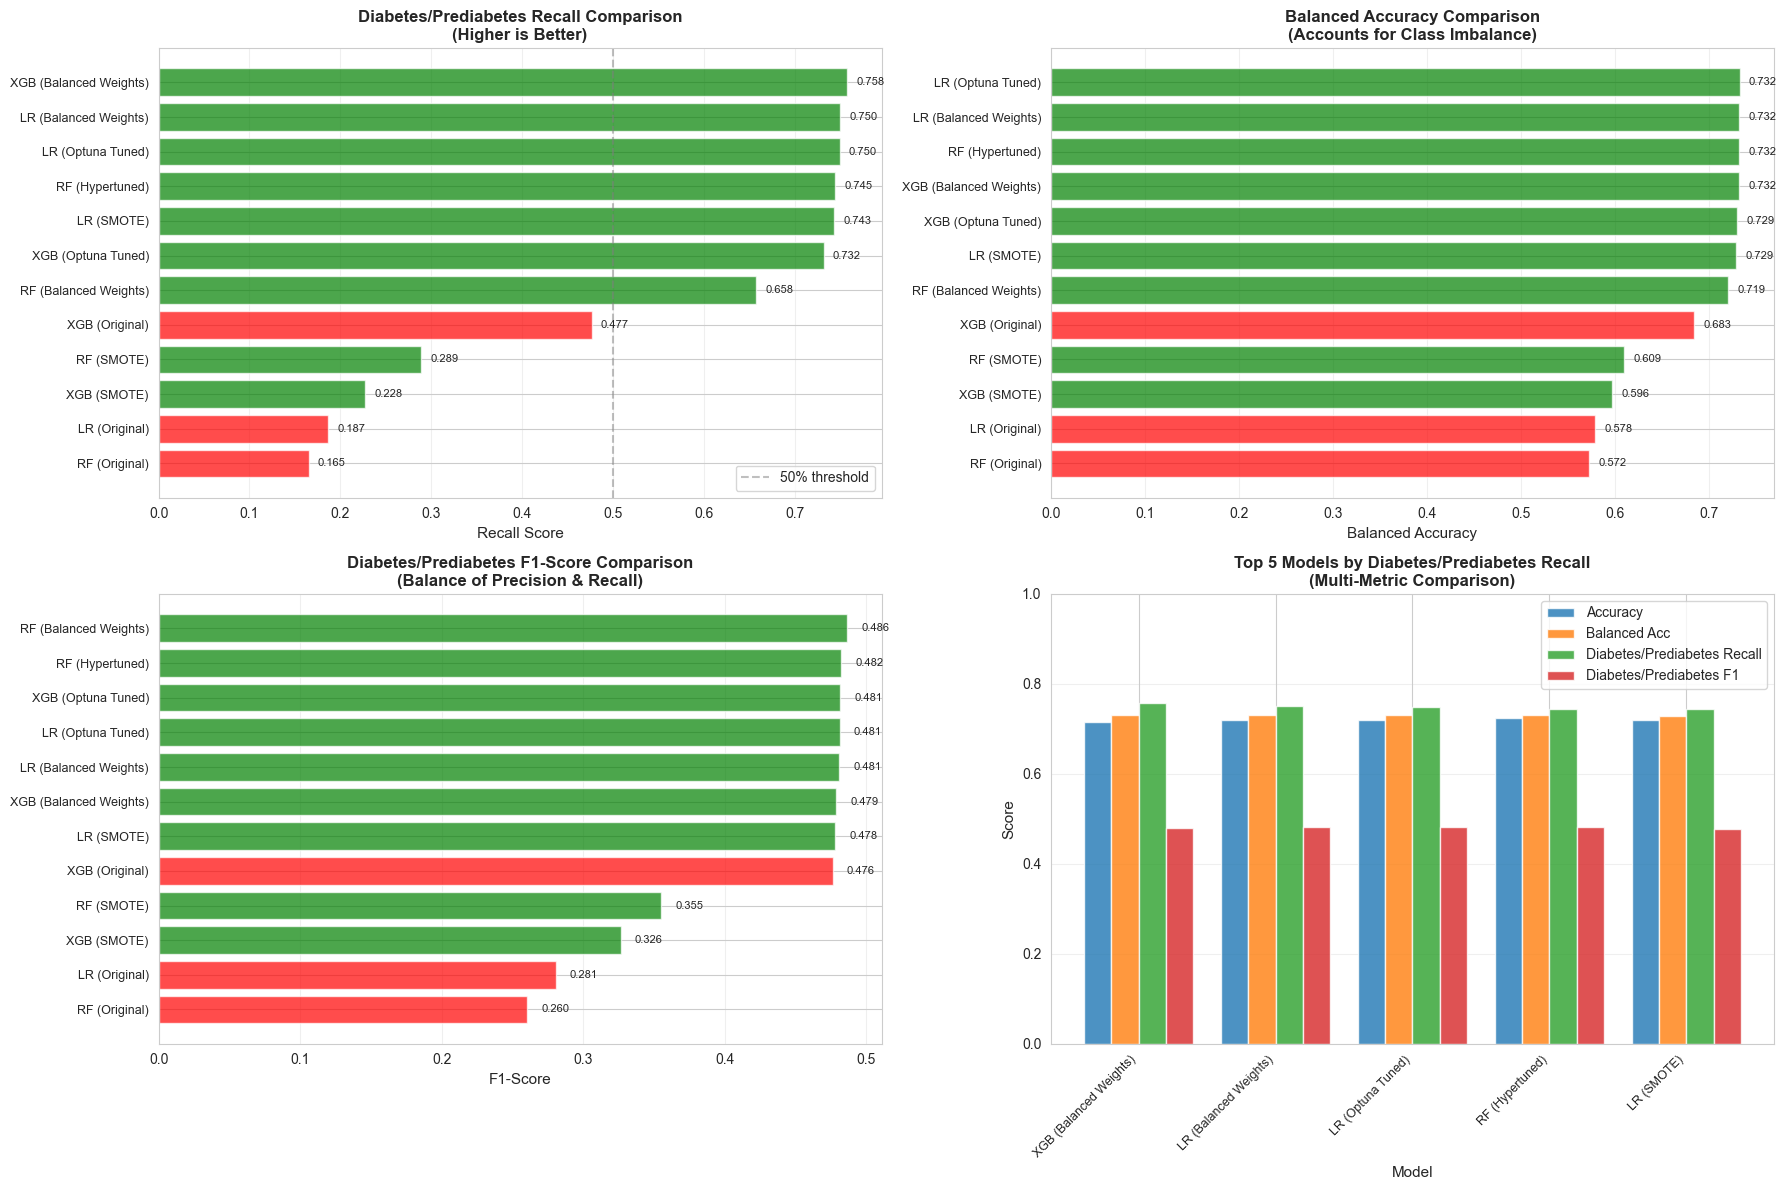 Diabetes/Prediabetes Recall Comparison
(Higher is Better)
XGB (Balanced Weights)
0.758
LR (Balanced Weights)
0.750
LR (Optuna Tuned)
0.750
RF (Hypertuned)
0.745
LR (SMOTE)
0.743
XGB (Optuna Tuned)
0.732
RF (Balanced Weights)
0.658
XGB (Original)
0.477
RF (SMOTE)
0.289
XGB (SMOTE)
0.228
LR (Original)
0.187
RF (Original)
0.165
50% threshold
0.0 0.1 0.2 0.3 0.4 0.5 0.6 0.7
Recall Score
Balanced Accuracy Comparison
(Accounts for Class Imbalance)
LR (Optuna Tuned)
0.732
LR (Balanced Weights)
0.732
RF (Hypertuned)
0.732
XGB (Balanced Weights)
0.732
XGB (Optuna Tuned)
0.729
LR (SMOTE)
0.729
RF (Balanced Weights)
0.719
XGB (Original)
0.683
RF (SMOTE)
0.609
XGB (SMOTE)
0.596
LR (Original)
0.578
RF (Original)
0.572
0.0 0.1 0.2 0.3 0.4 0.5 0.6 0.7
Balanced Accuracy
Diabetes/Prediabetes F1-Score Comparison
(Balance of Precision & Recall)
RF (Balanced Weights)
0.486
RF (Hypertuned)
0.482
XGB (Optuna Tuned)
0.481
LR (Optuna Tuned)
0.481
LR (Balanced Weights)
0.481
XGB (Balanced Weights)
0.479
LR (SMOTE)
0.478
XGB (Original)
0.476
RF (SMOTE)
0.355
XGB (SMOTE)
0.326
LR (Original)
0.281
RF (Original)
0.260
0.0 0.1 0.2 0.3 0.4 0.5
F1-Score
Top 5 Models by Diabetes/Prediabetes Recall
(Multi-Metric Comparison)
Accuracy
Balanced Acc
Diabetes/Prediabetes Recall
Diabetes/Prediabetes F1
1.0
0.8
0.6
0.4
0.2
0.0
Score
XGB (Balanced Weights)
LR (Balanced Weights)
LR (Optuna Tuned)
RF (Hypertuned)
LR (SMOTE)
Model